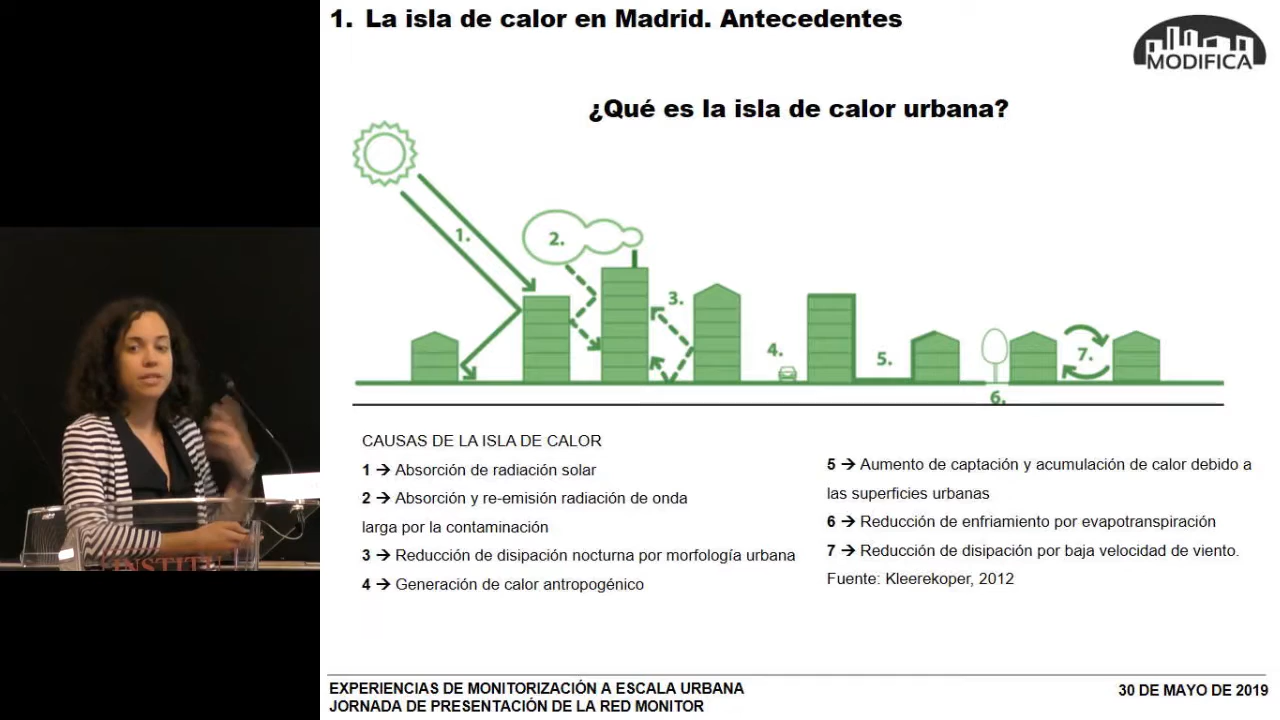 1. La isla de calor en Madrid. Antecedentes
MODIFICA
¿Qué es la isla de calor urbana?
1.
2.
3.
4.
5.
6.
7.
CAUSAS DE LA ISLA DE CALOR
1 → Absorción de radiación solar
2 → Absorción y re-emisión radiación de onda
larga por la contaminación
3 → Reducción de disipación nocturna por morfología urbana
4 → Generación de calor antropogénico
5 → Aumento de captación y acumulación de calor debido a
las superficies urbanas
6 → Reducción de enfriamiento por evapotranspiración
7 → Reducción de disipación por baja velocidad de viento.
Fuente: Kleerekoper, 2012
INSTITU
EXPERIENCIAS DE MONITORIZACIÓN A ESCALA URBANA
JORNADA DE PRESENTACIÓN DE LA RED MONITOR
30 DE MAYO DE 2019